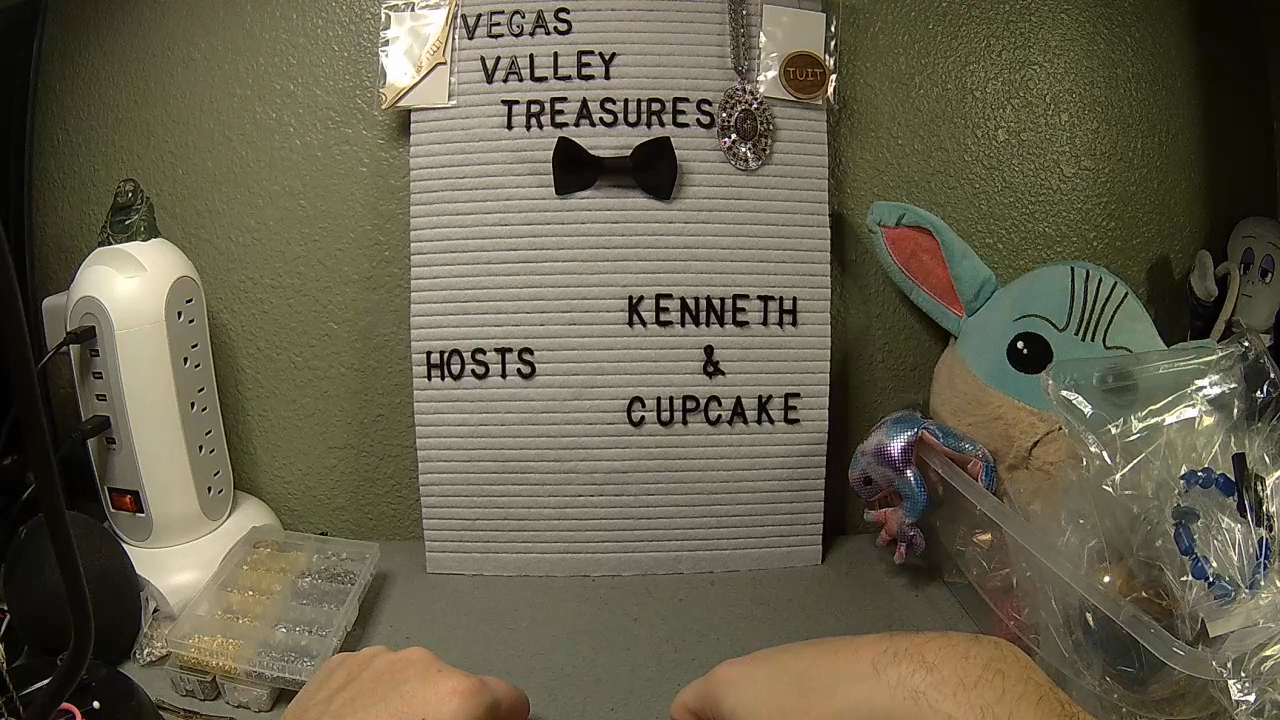 VEGAS
VALLEY
TREASURES
TUIT
KENNETH
HOSTS
&
CUPCAKE